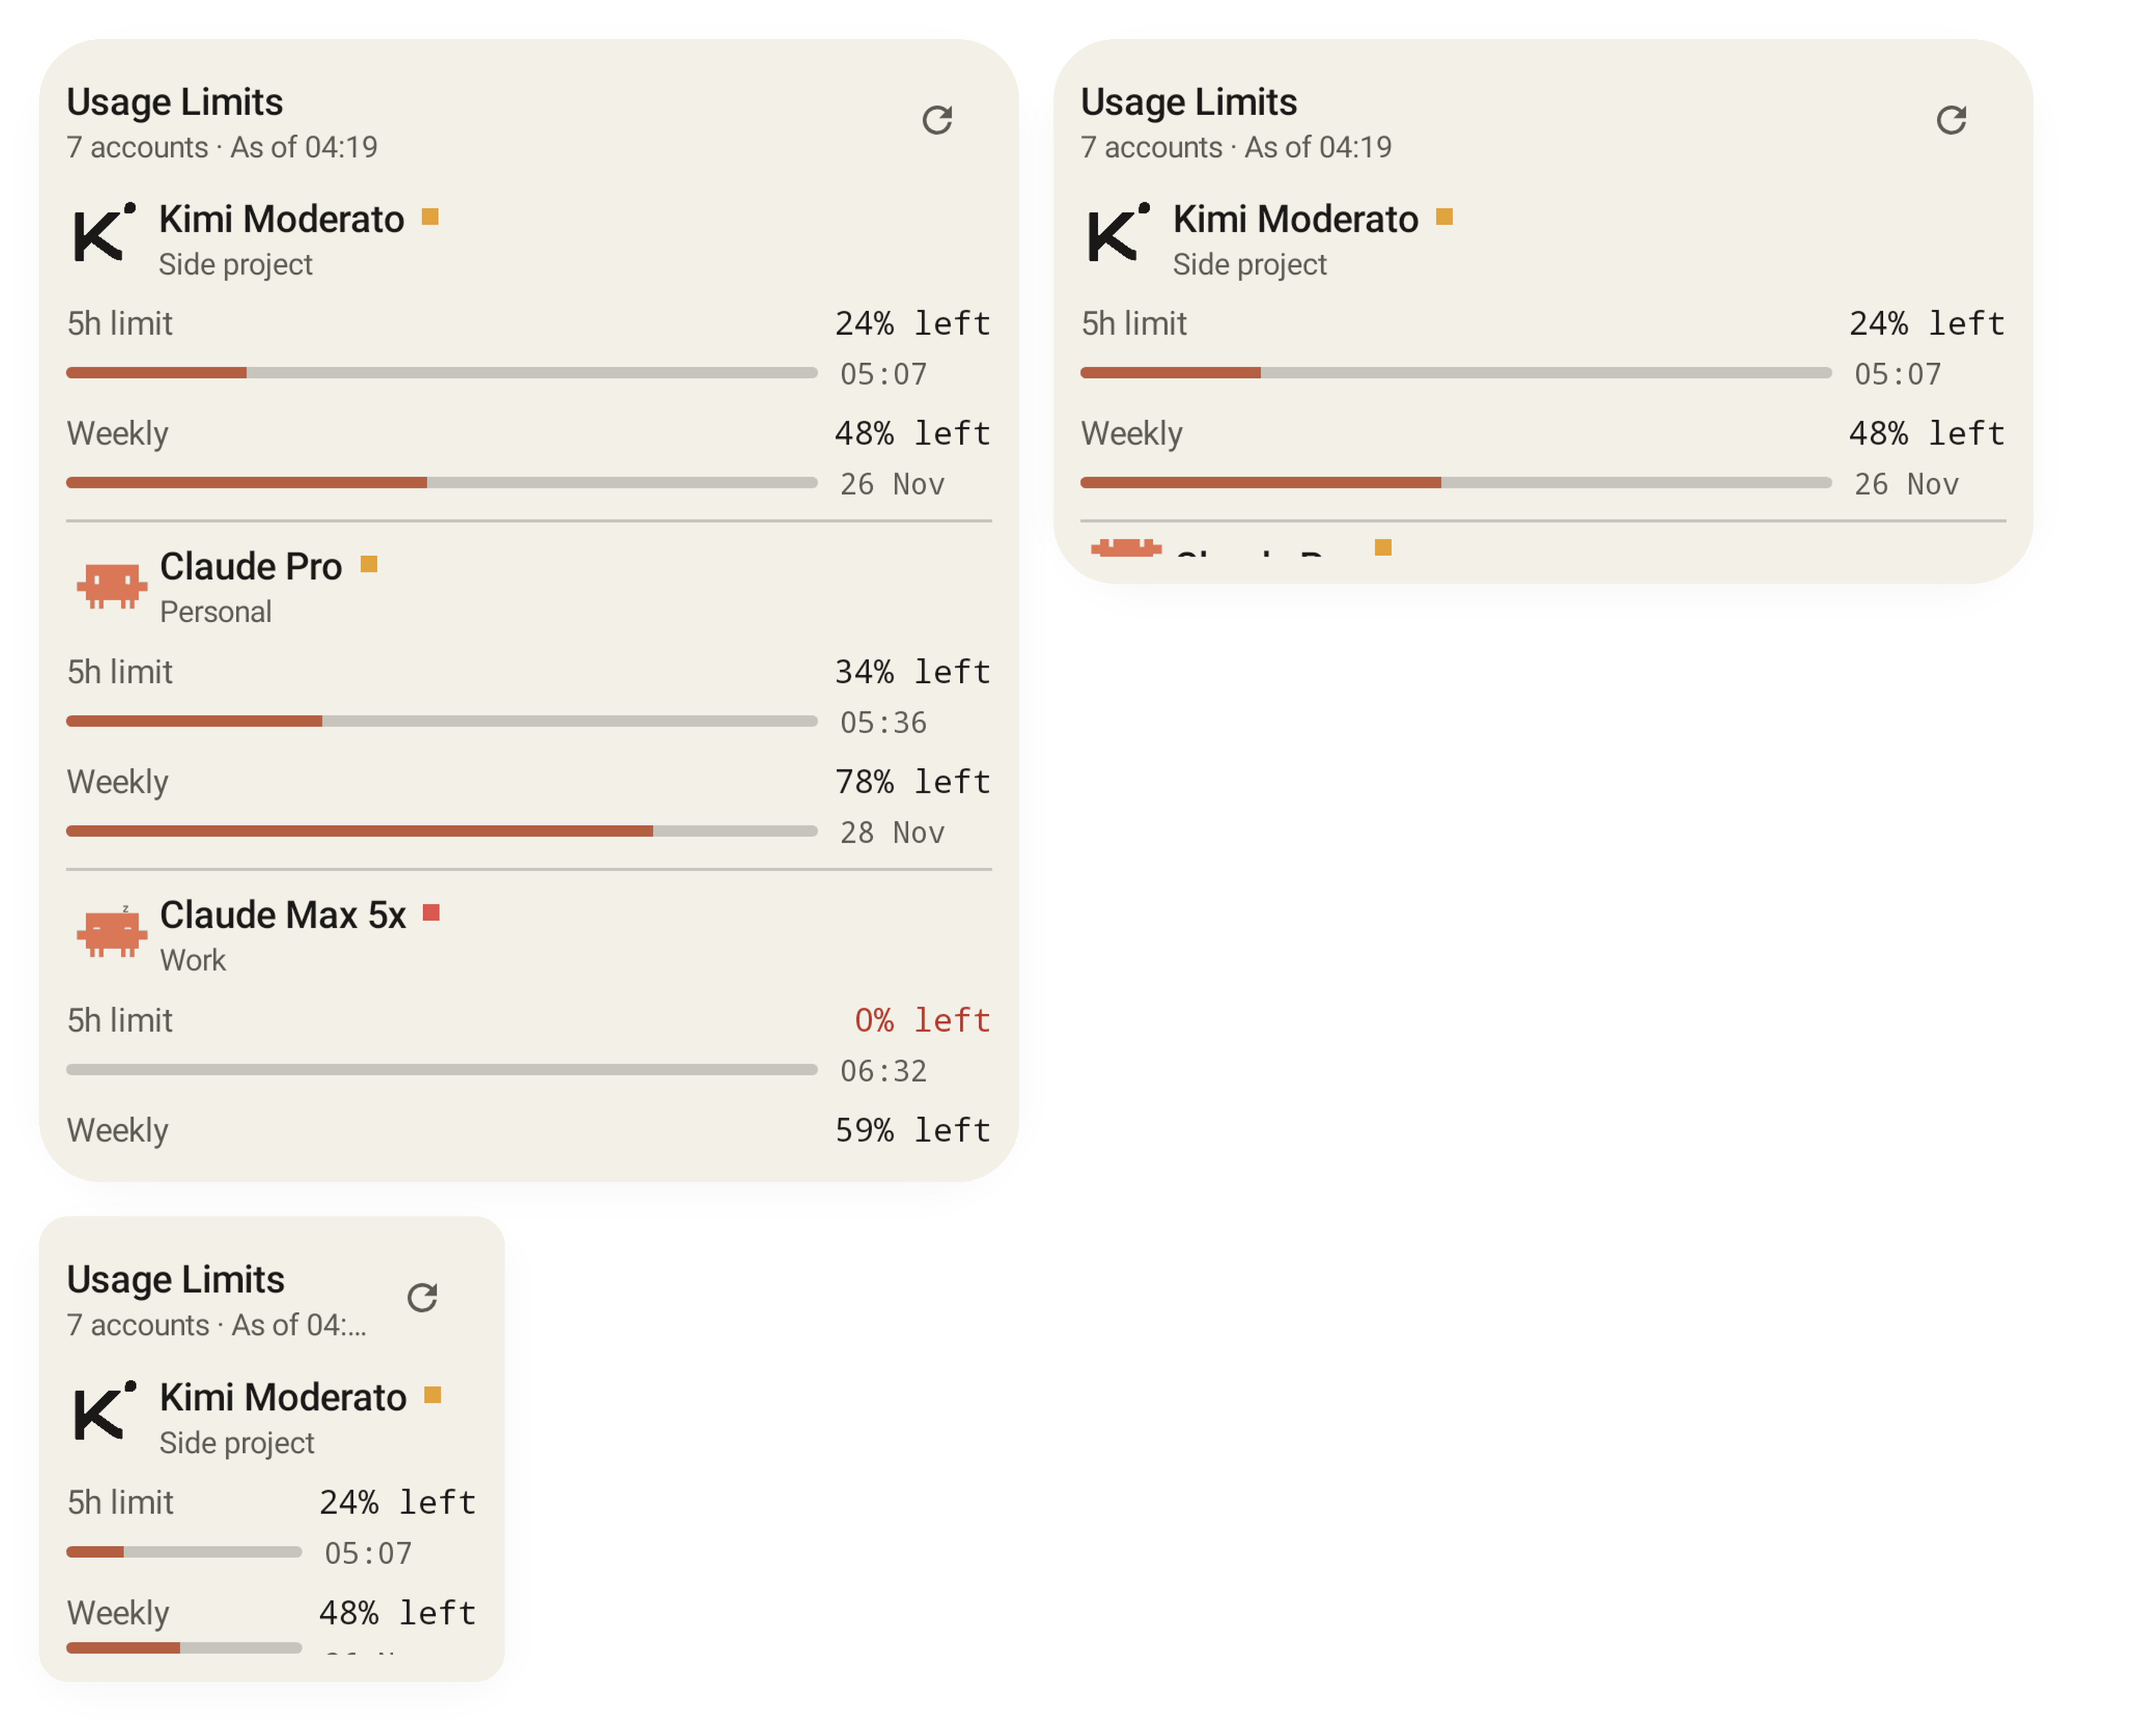 Usage Limits
7 accounts · As of 04:19
Kimi Moderato
Side project
5h limit 24% left
05:07
Weekly 48% left
26 Nov
Claude Pro
Personal
5h limit 34% left
05:36
Weekly 78% left
28 Nov
z
Claude Max 5x
Work
5h limit 0% left
06:32
Weekly 59% left
Usage Limits
7 accounts · As of 04:19
Kimi Moderato
Side project
5h limit 24% left
05:07
Weekly 48% left
26 Nov
Usage Limits
7 accounts · As of 04:...
Kimi Moderato
Side project
5h limit 24% left
05:07
Weekly 48% left